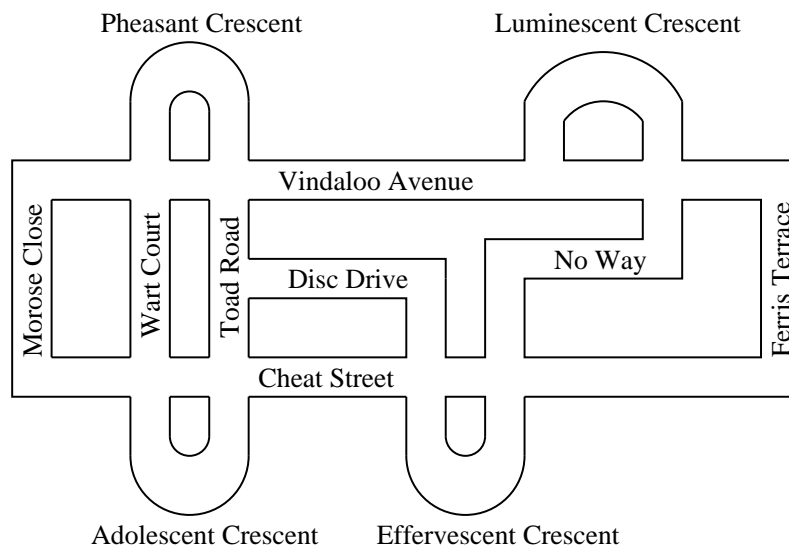 Pheasant Crescent
Luminescent Crescent
Vindaloo Avenue
Morose Close
Wart Court
Toad Road
Disc Drive
No Way
Ferris Terrace
Cheat Street
Adolescent Crescent
Effervescent Crescent